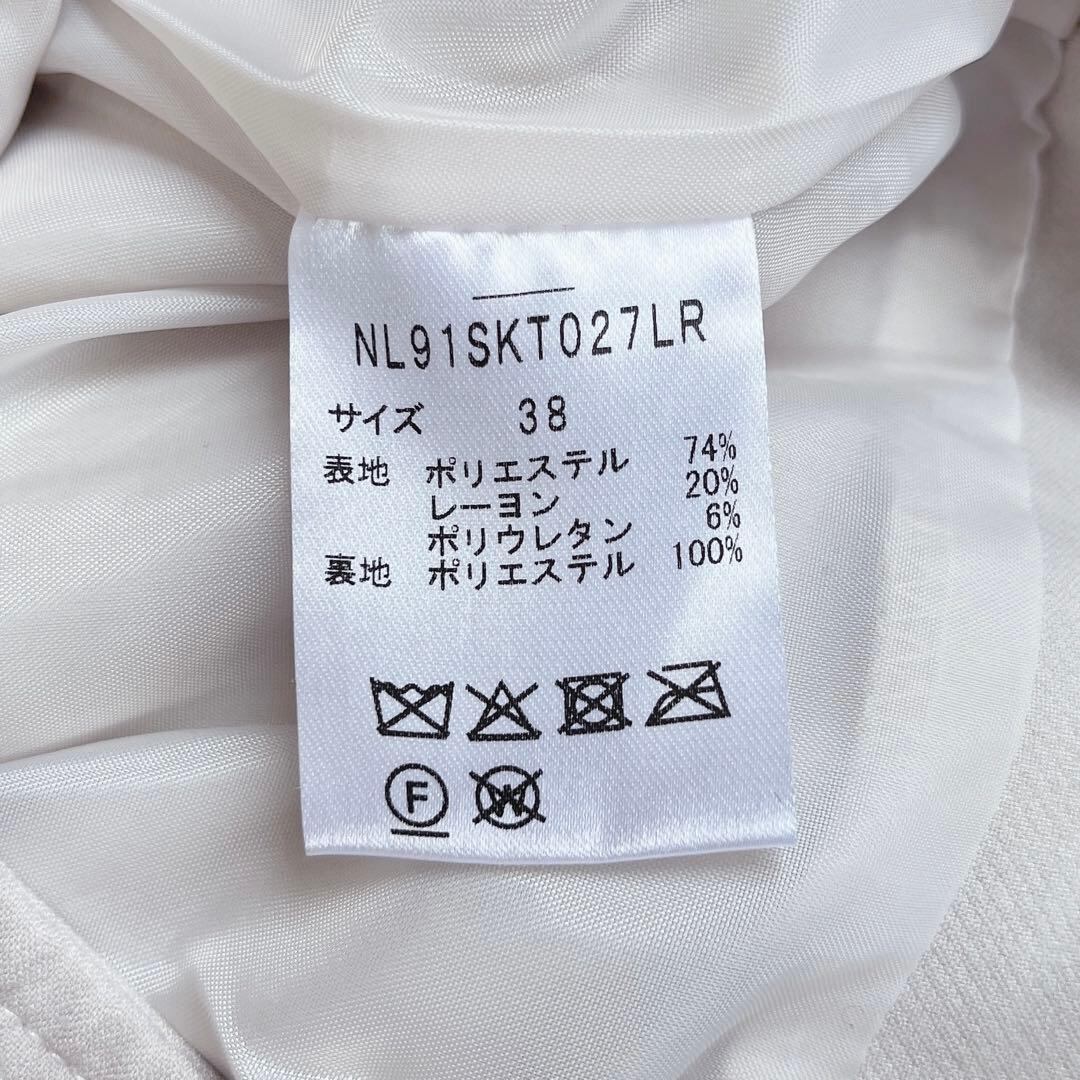 NL91SKT027LR
サイズ 38
表地 ポリエステル 74%
レーヨン 20%
ポリウレタン 6%
裏地 ポリエステル 100%
F W